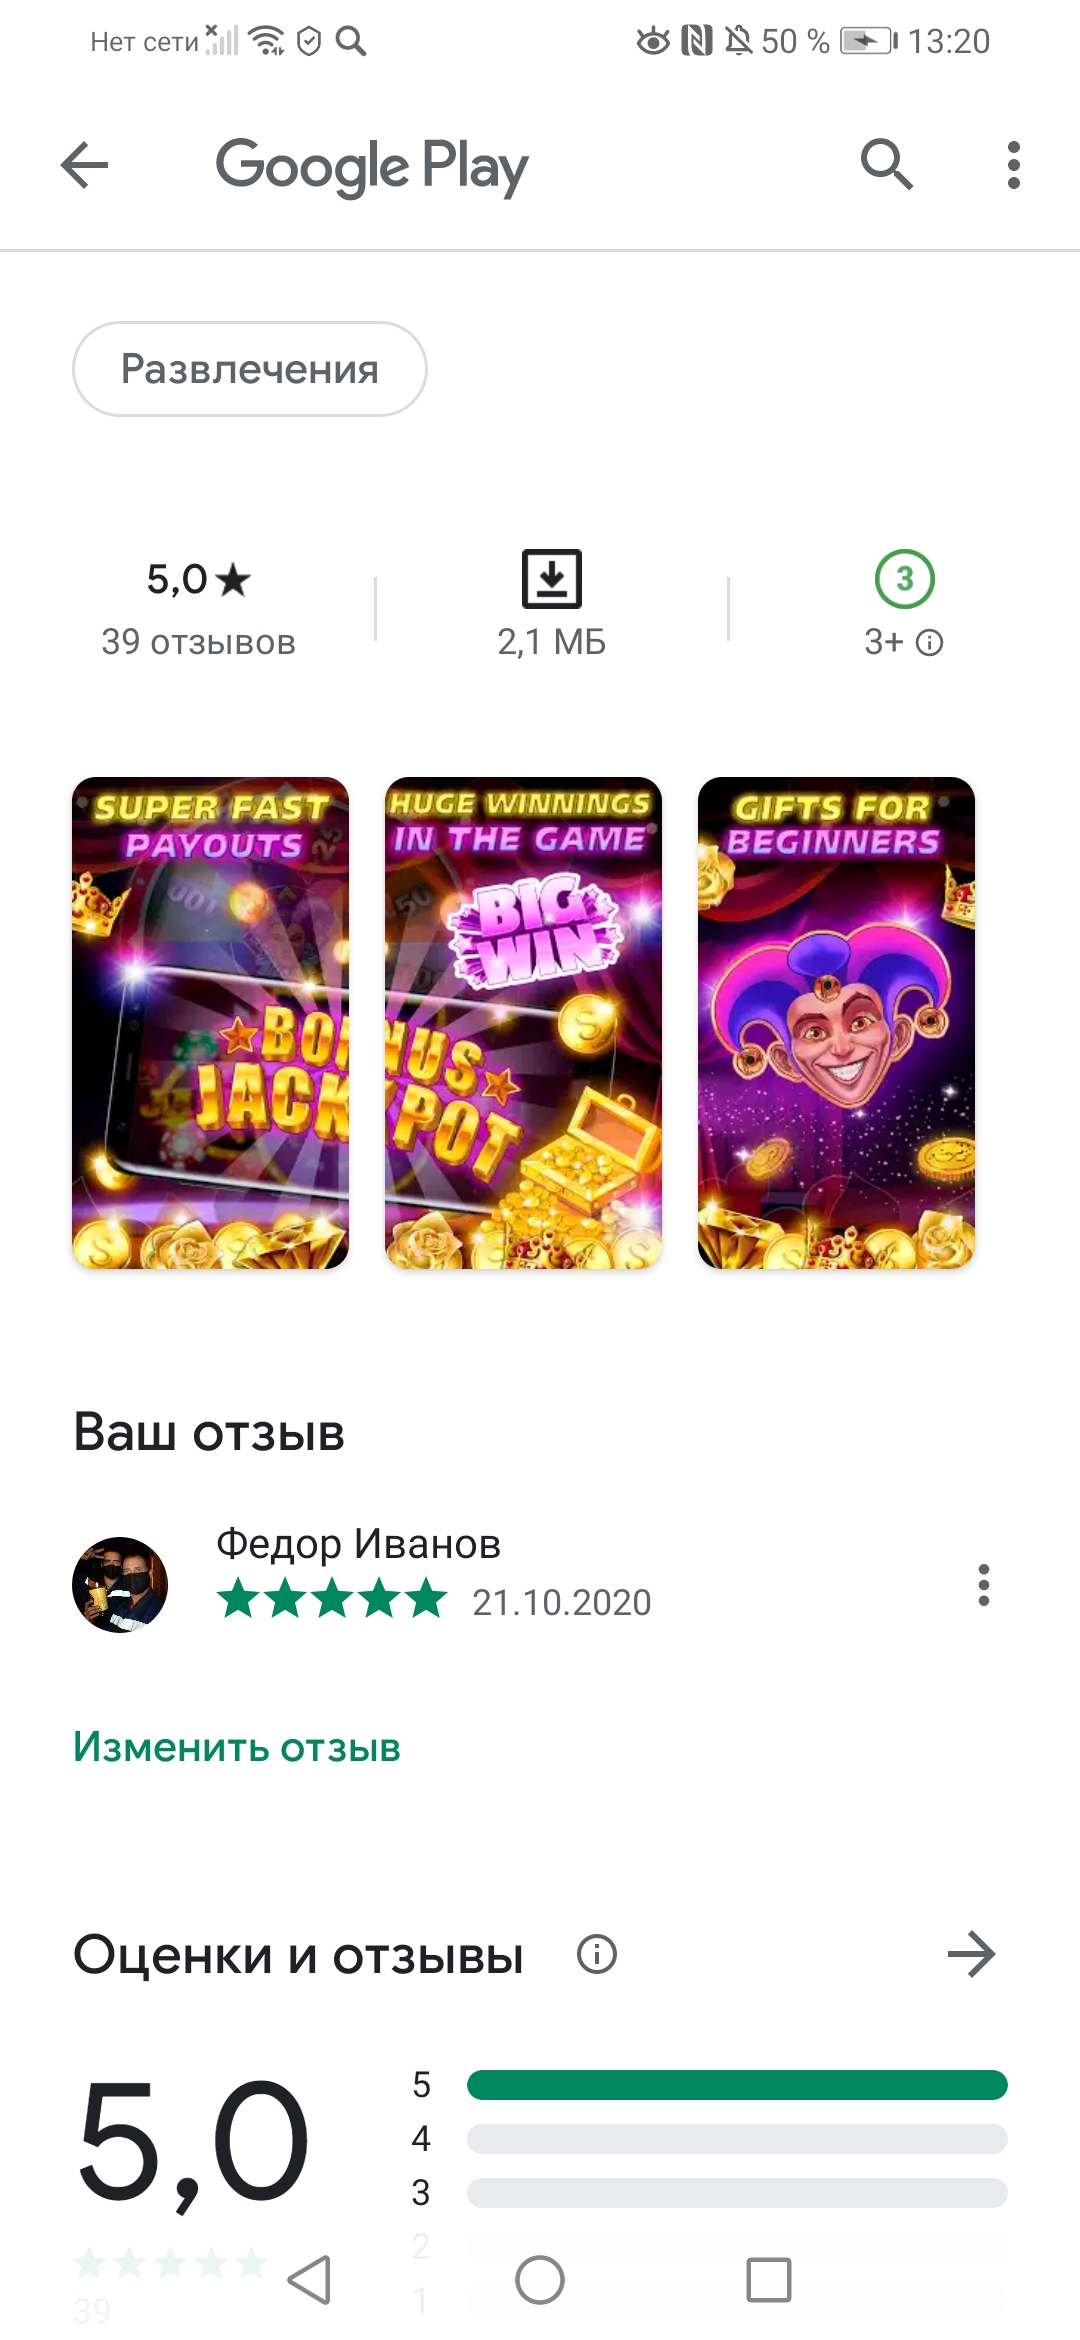 Нет сети
50 %
13:20
Google Play
Развлечения
5,0★
39 отзывов
2,1 МБ
3
3+
SUPER FAST
PAYOUTS
BONUS
JACKPOT
HUGE WINNINGS
IN THE GAME
BIG
WIN
GIFTS FOR
BEGINNERS
Ваш отзыв
Федор Иванов
21.10.2020
Изменить отзыв
Оценки и отзывы
5,0
5
4
3
2
1
39